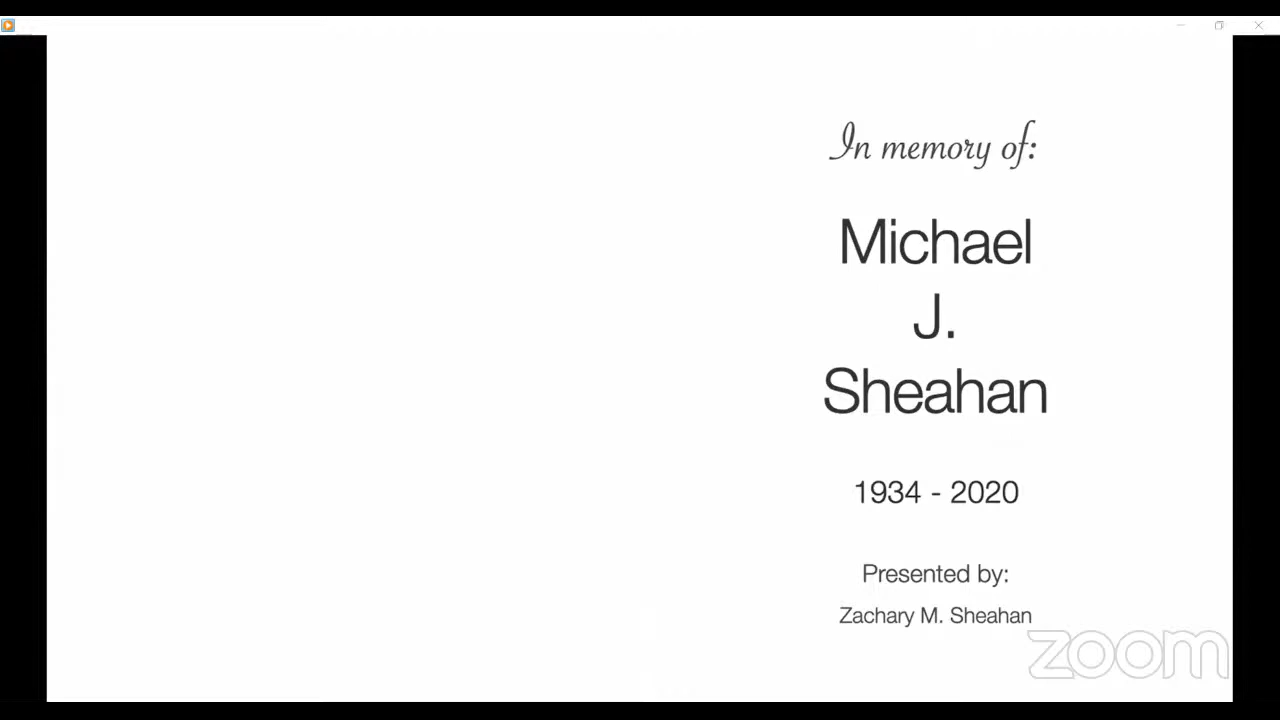 In memory of:
Michael
J.
Sheahan
1934 - 2020
Presented by:
Zachary M. Sheahan
zoom